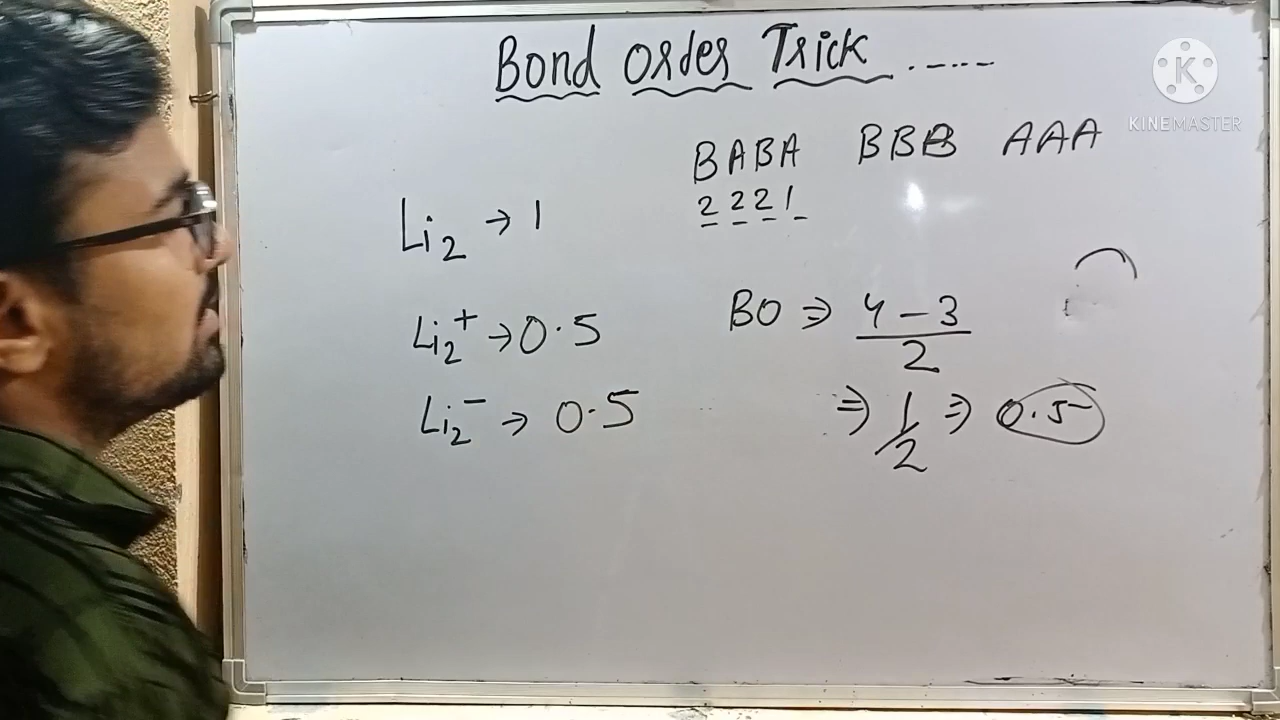 Bond Order Trick .-----
K
KINEMASTER
BABA BBB AAA
2 2 2 1
Li2 → 1
Li2+ → 0.5
BO ⇒ 4 - 3 / 2
Li2- → 0.5
⇒ 1/2 ⇒ 0.5